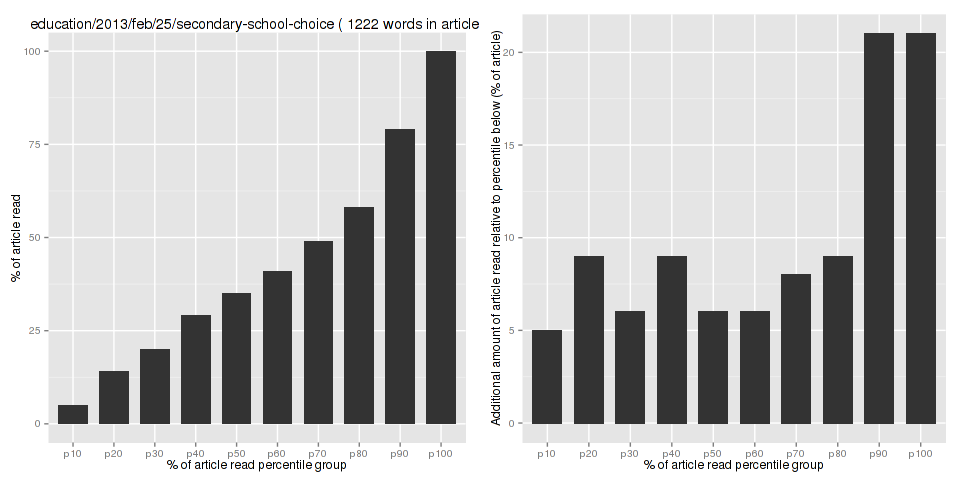 education/2013/feb/25/secondary-school-choice ( 1222 words in article
% of article read
100
75
50
25
0
p10 p20 p30 p40 p50 p60 p70 p80 p90 p100
% of article read percentile group
Additional amount of article read relative to percentile below (% of article)
20
15
10
5
0
p10 p20 p30 p40 p50 p60 p70 p80 p90 p100
% of article read percentile group